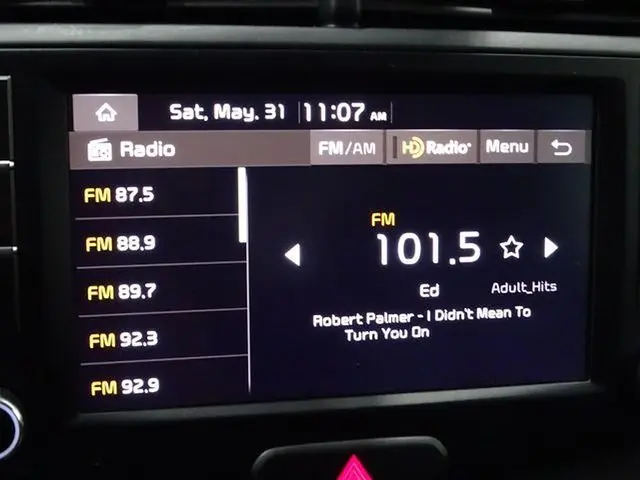 Sat, May. 31 11:07 AM
Radio FM/AM HD Radio Menu
FM 87.5
FM 88.9
FM 89.7
FM 92.3
FM 92.9
FM
101.5
Ed Adult_Hits
Robert Palmer - I Didn't Mean To
Turn You On